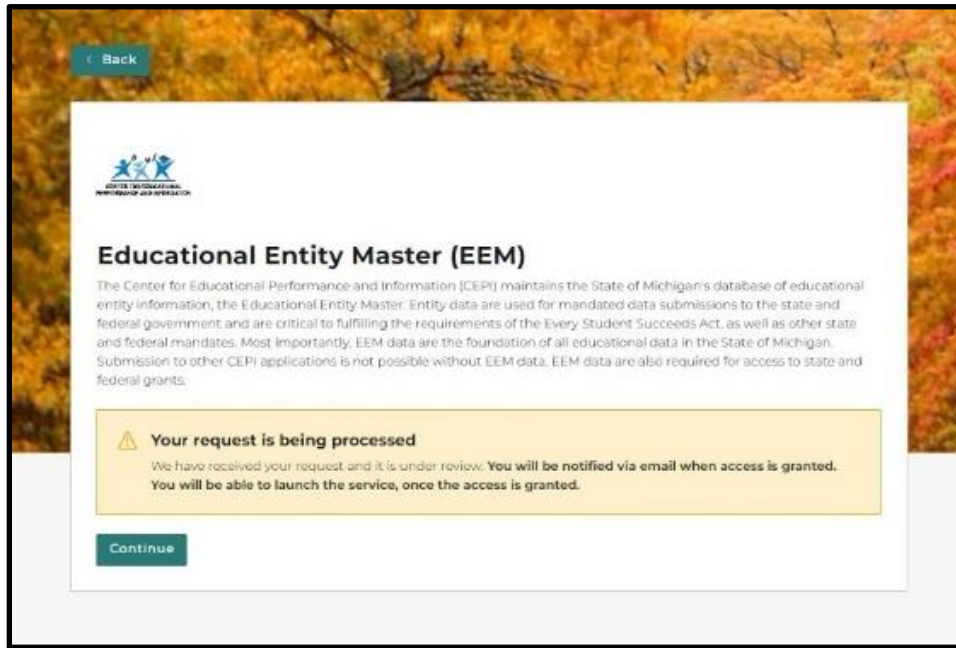 Back
CENTER FOR EDUCATIONAL
PERFORMANCE AND INFORMATION
Educational Entity Master (EEM)
The Center for Educational Performance and Information (CEPI) maintains the State of Michigan's database of educational
entity information, the Educational Entity Master. Entity data are used for mandated data submissions to the state and
federal government and are critical to fulfilling the requirements of the Every Student Succeeds Act, as well as other state
and federal mandates. Most importantly, EEM data are the foundation of all educational data in the State of Michigan.
Submission to other CEPI applications is not possible without EEM data. EEM data are also required for access to state and
federal grants.
Your request is being processed
We have received your request and it is under review. You will be notified via email when access is granted.
You will be able to launch the service, once the access is granted.
Continue